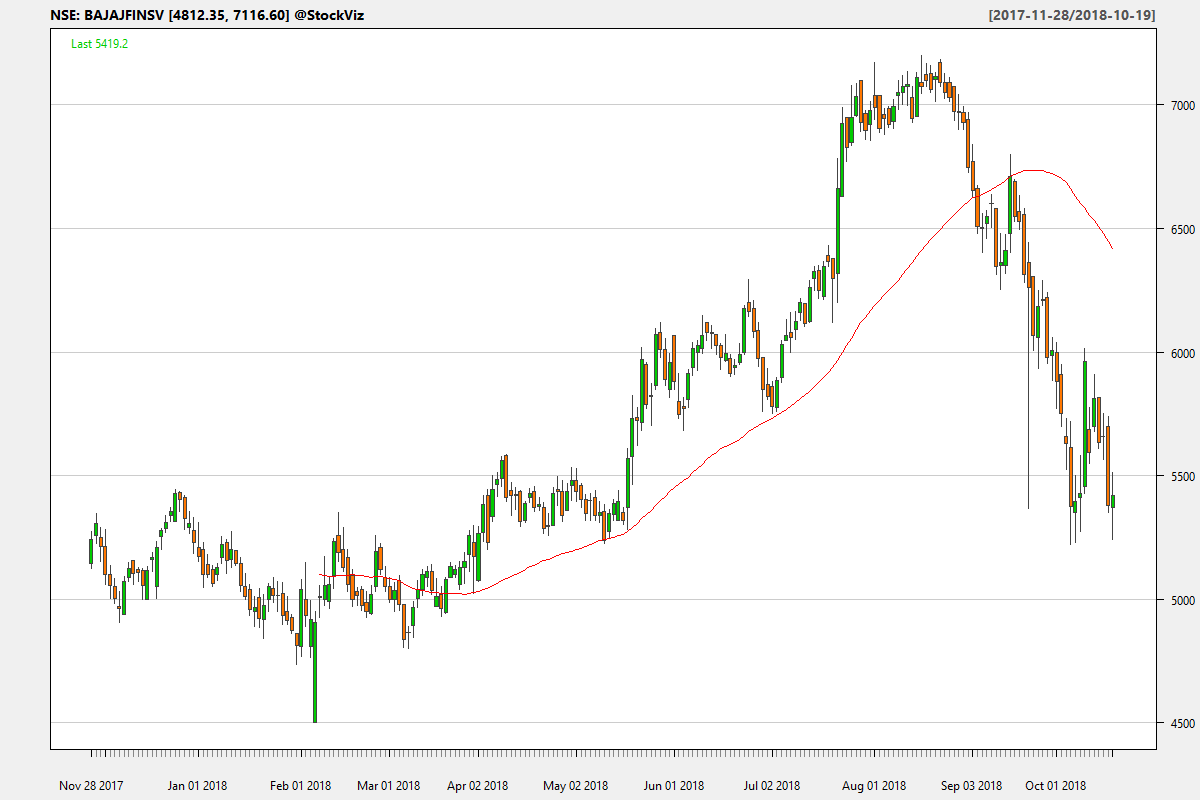 NSE: BAJAJFINSV [4812.35, 7116.60] @StockViz
[2017-11-28/2018-10-19]
Last 5419.2
7000
6500
6000
5500
5000
4500
Nov 28 2017
Jan 01 2018
Feb 01 2018
Mar 01 2018
Apr 02 2018
May 02 2018
Jun 01 2018
Jul 02 2018
Aug 01 2018
Sep 03 2018
Oct 01 2018